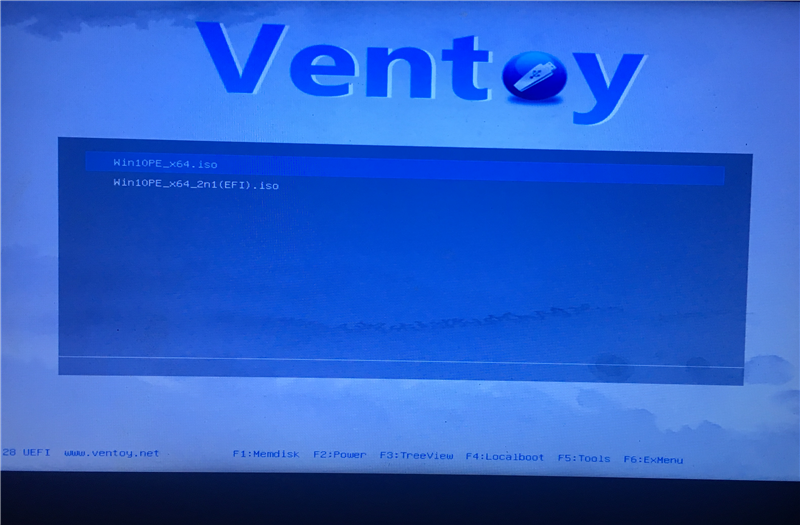 Ventoy
Win10PE_x64.iso
Win10PE_x64_2n1(EFI).iso
28 UEFI www.ventoy.net F1:Memdisk F2:Power F3:TreeView F4:Localboot F5:Tools F6:ExMenu